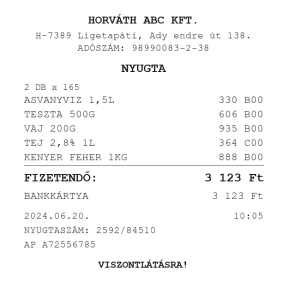 HORVÁTH ABC KFT.
H-7389 Ligetapáti, Ady endre út 138.
ADÓSZÁM: 98990083-2-38
NYUGTA
2 DB x 165
ASVANYVIZ 1,5L 330 B00
TESZTA 500G 606 B00
VAJ 200G 935 B00
TEJ 2,8% 1L 364 C00
KENYER FEHER 1KG 888 B00
FIZETENDŐ: 3 123 Ft
BANKKÁRTYA 3 123 Ft
2024.06.20. 10:05
NYUGTASZÁM: 2592/84510
AP A72556785
VISZONTLÁTÁSRA!